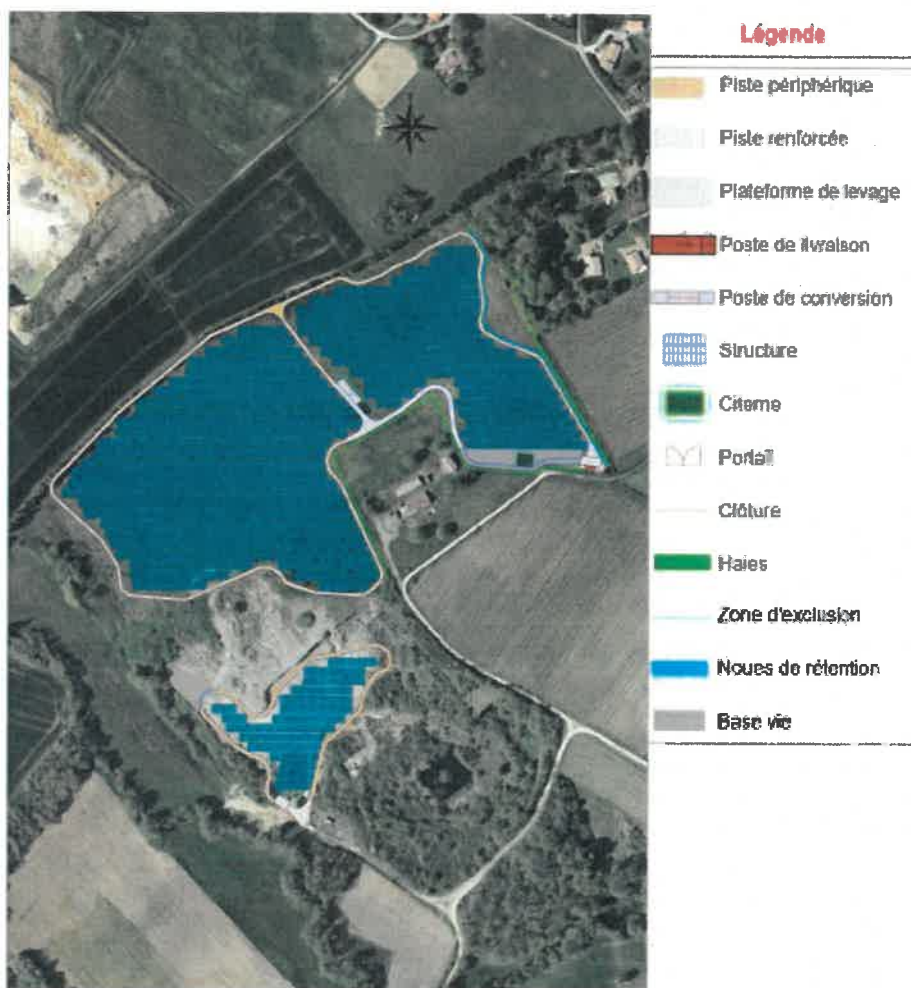 Légende
Piste périphérique
Piste renforcée
Plateforme de levage
Poste de livraison
Poste de conversion
Structure
Citerne
Portail
Clôture
Haies
Zone d'exclusion
Noues de rétention
Base vie